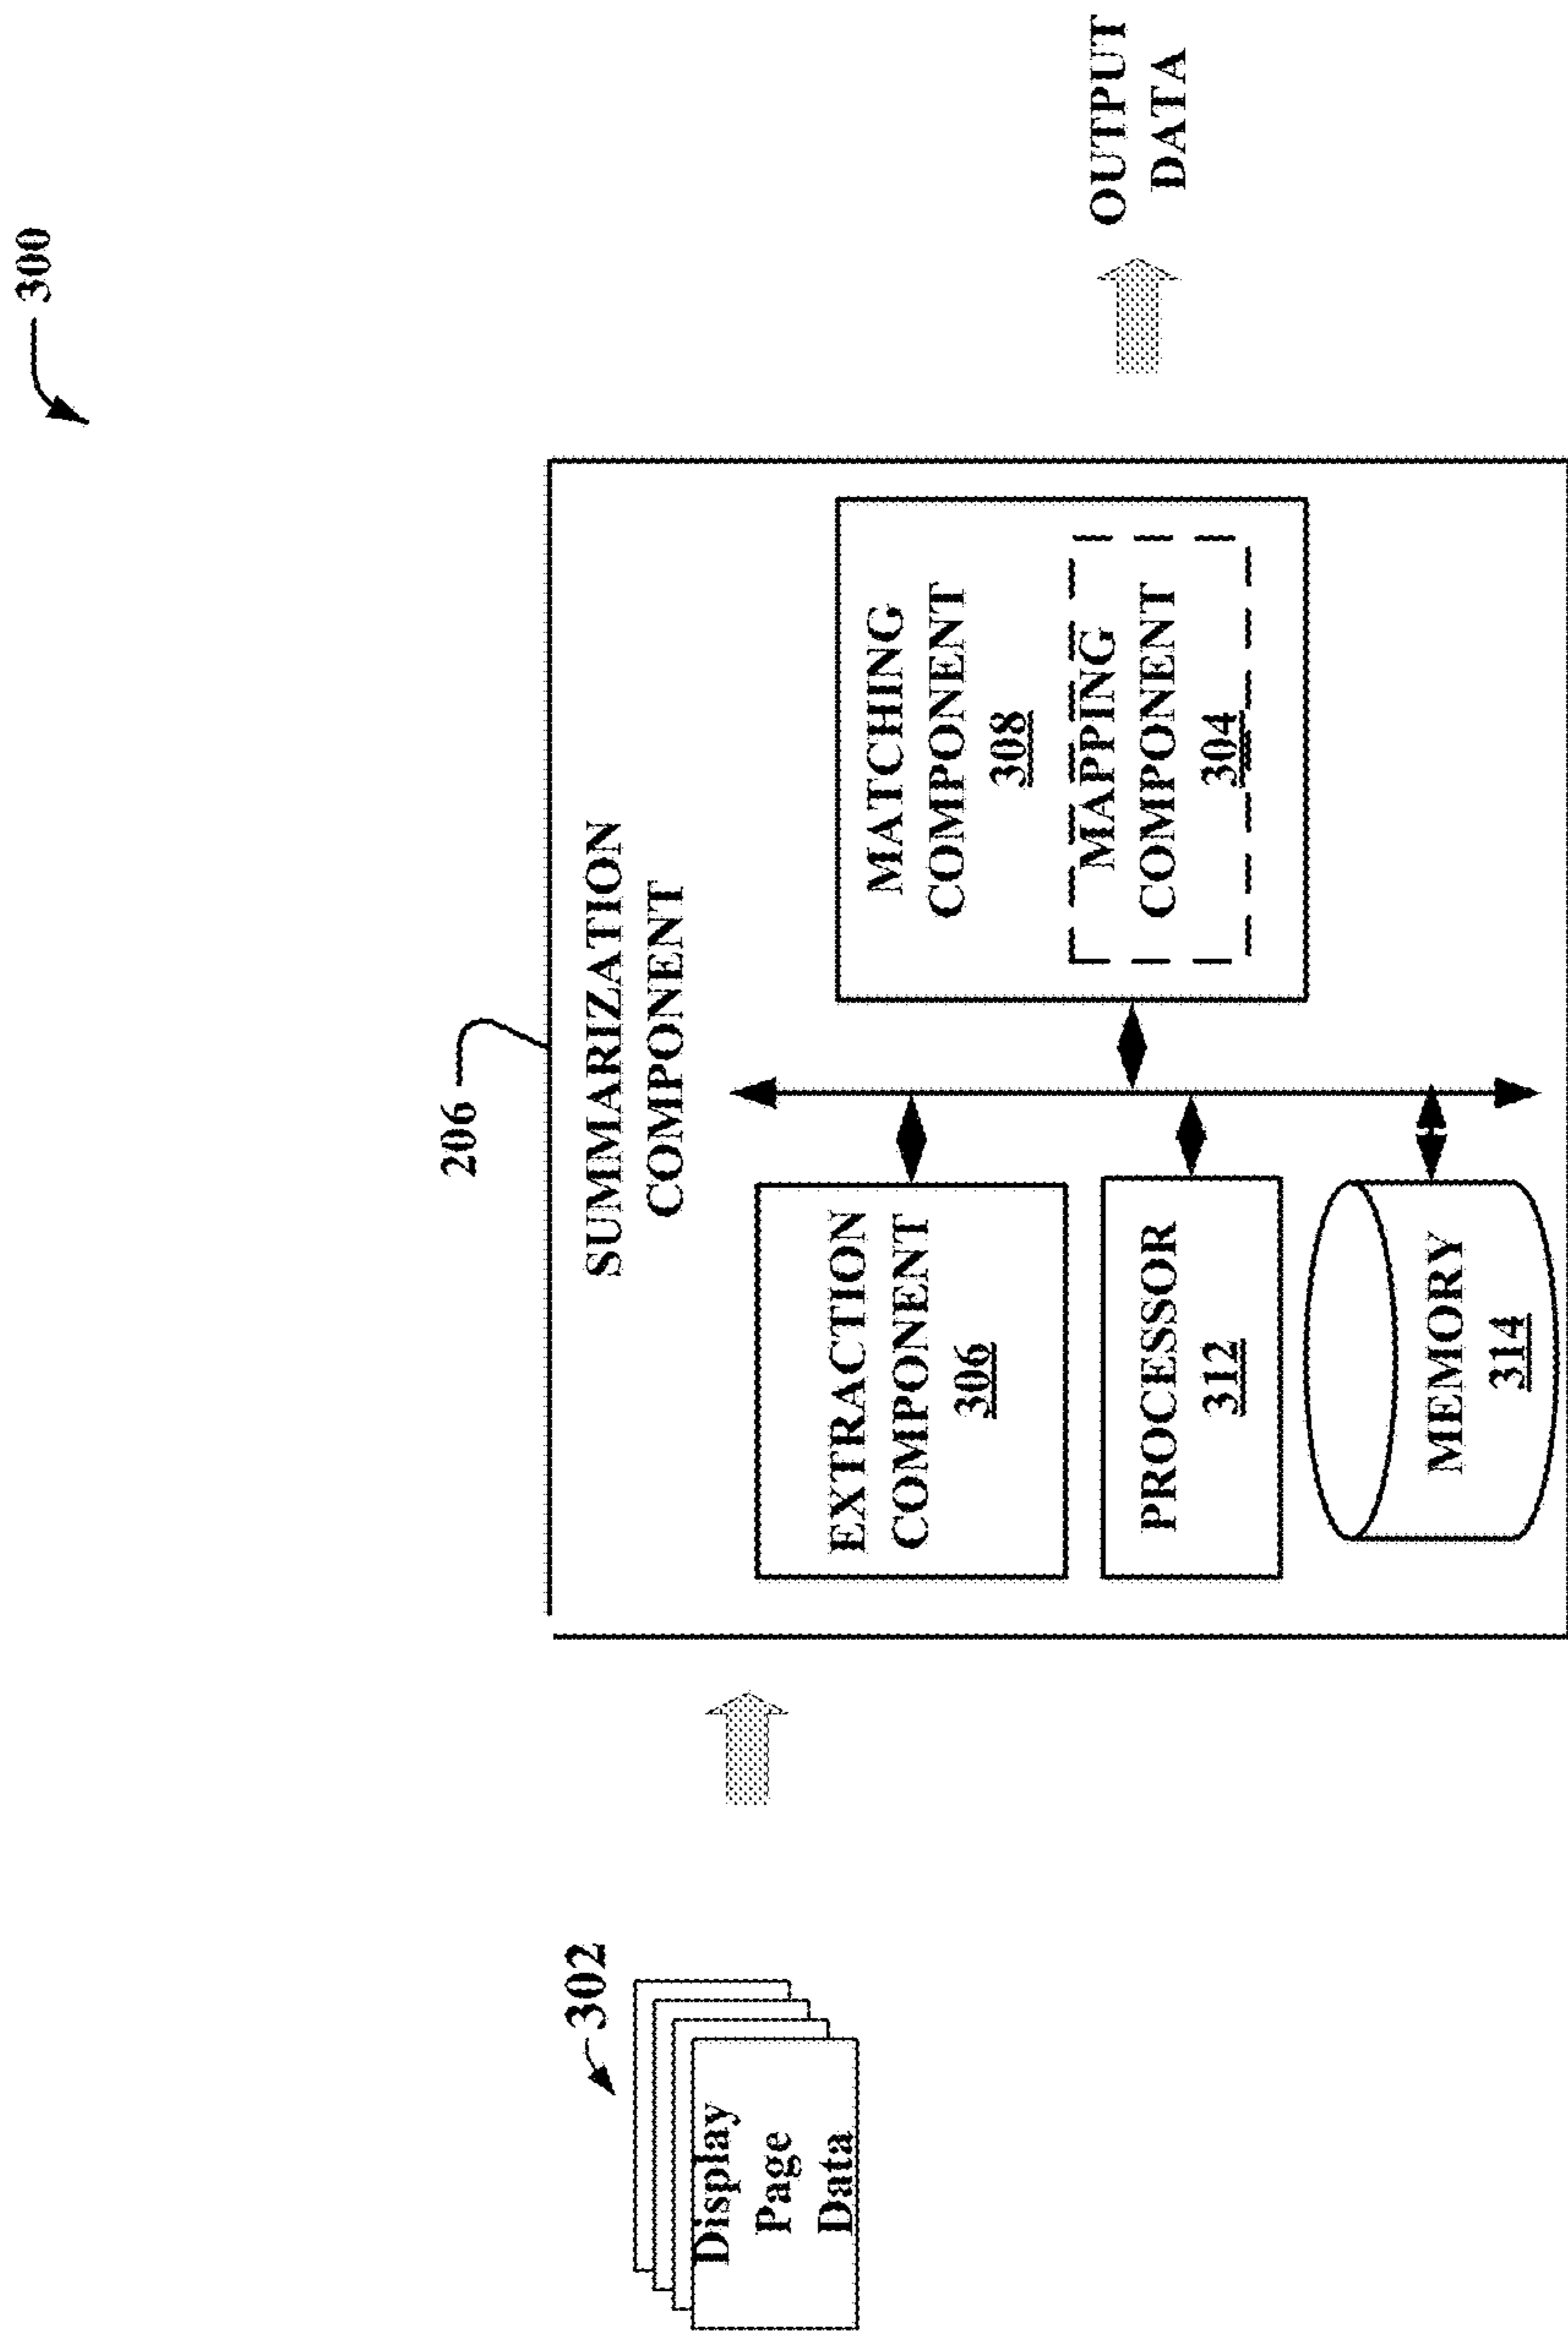 300
206
SUMMARIZATION
COMPONENT
302
Display
Page
Data
EXTRACTION
COMPONENT
306
PROCESSOR
312
MEMORY
314
MATCHING
COMPONENT
308
MAPPING
COMPONENT
304
OUTPUT
DATA